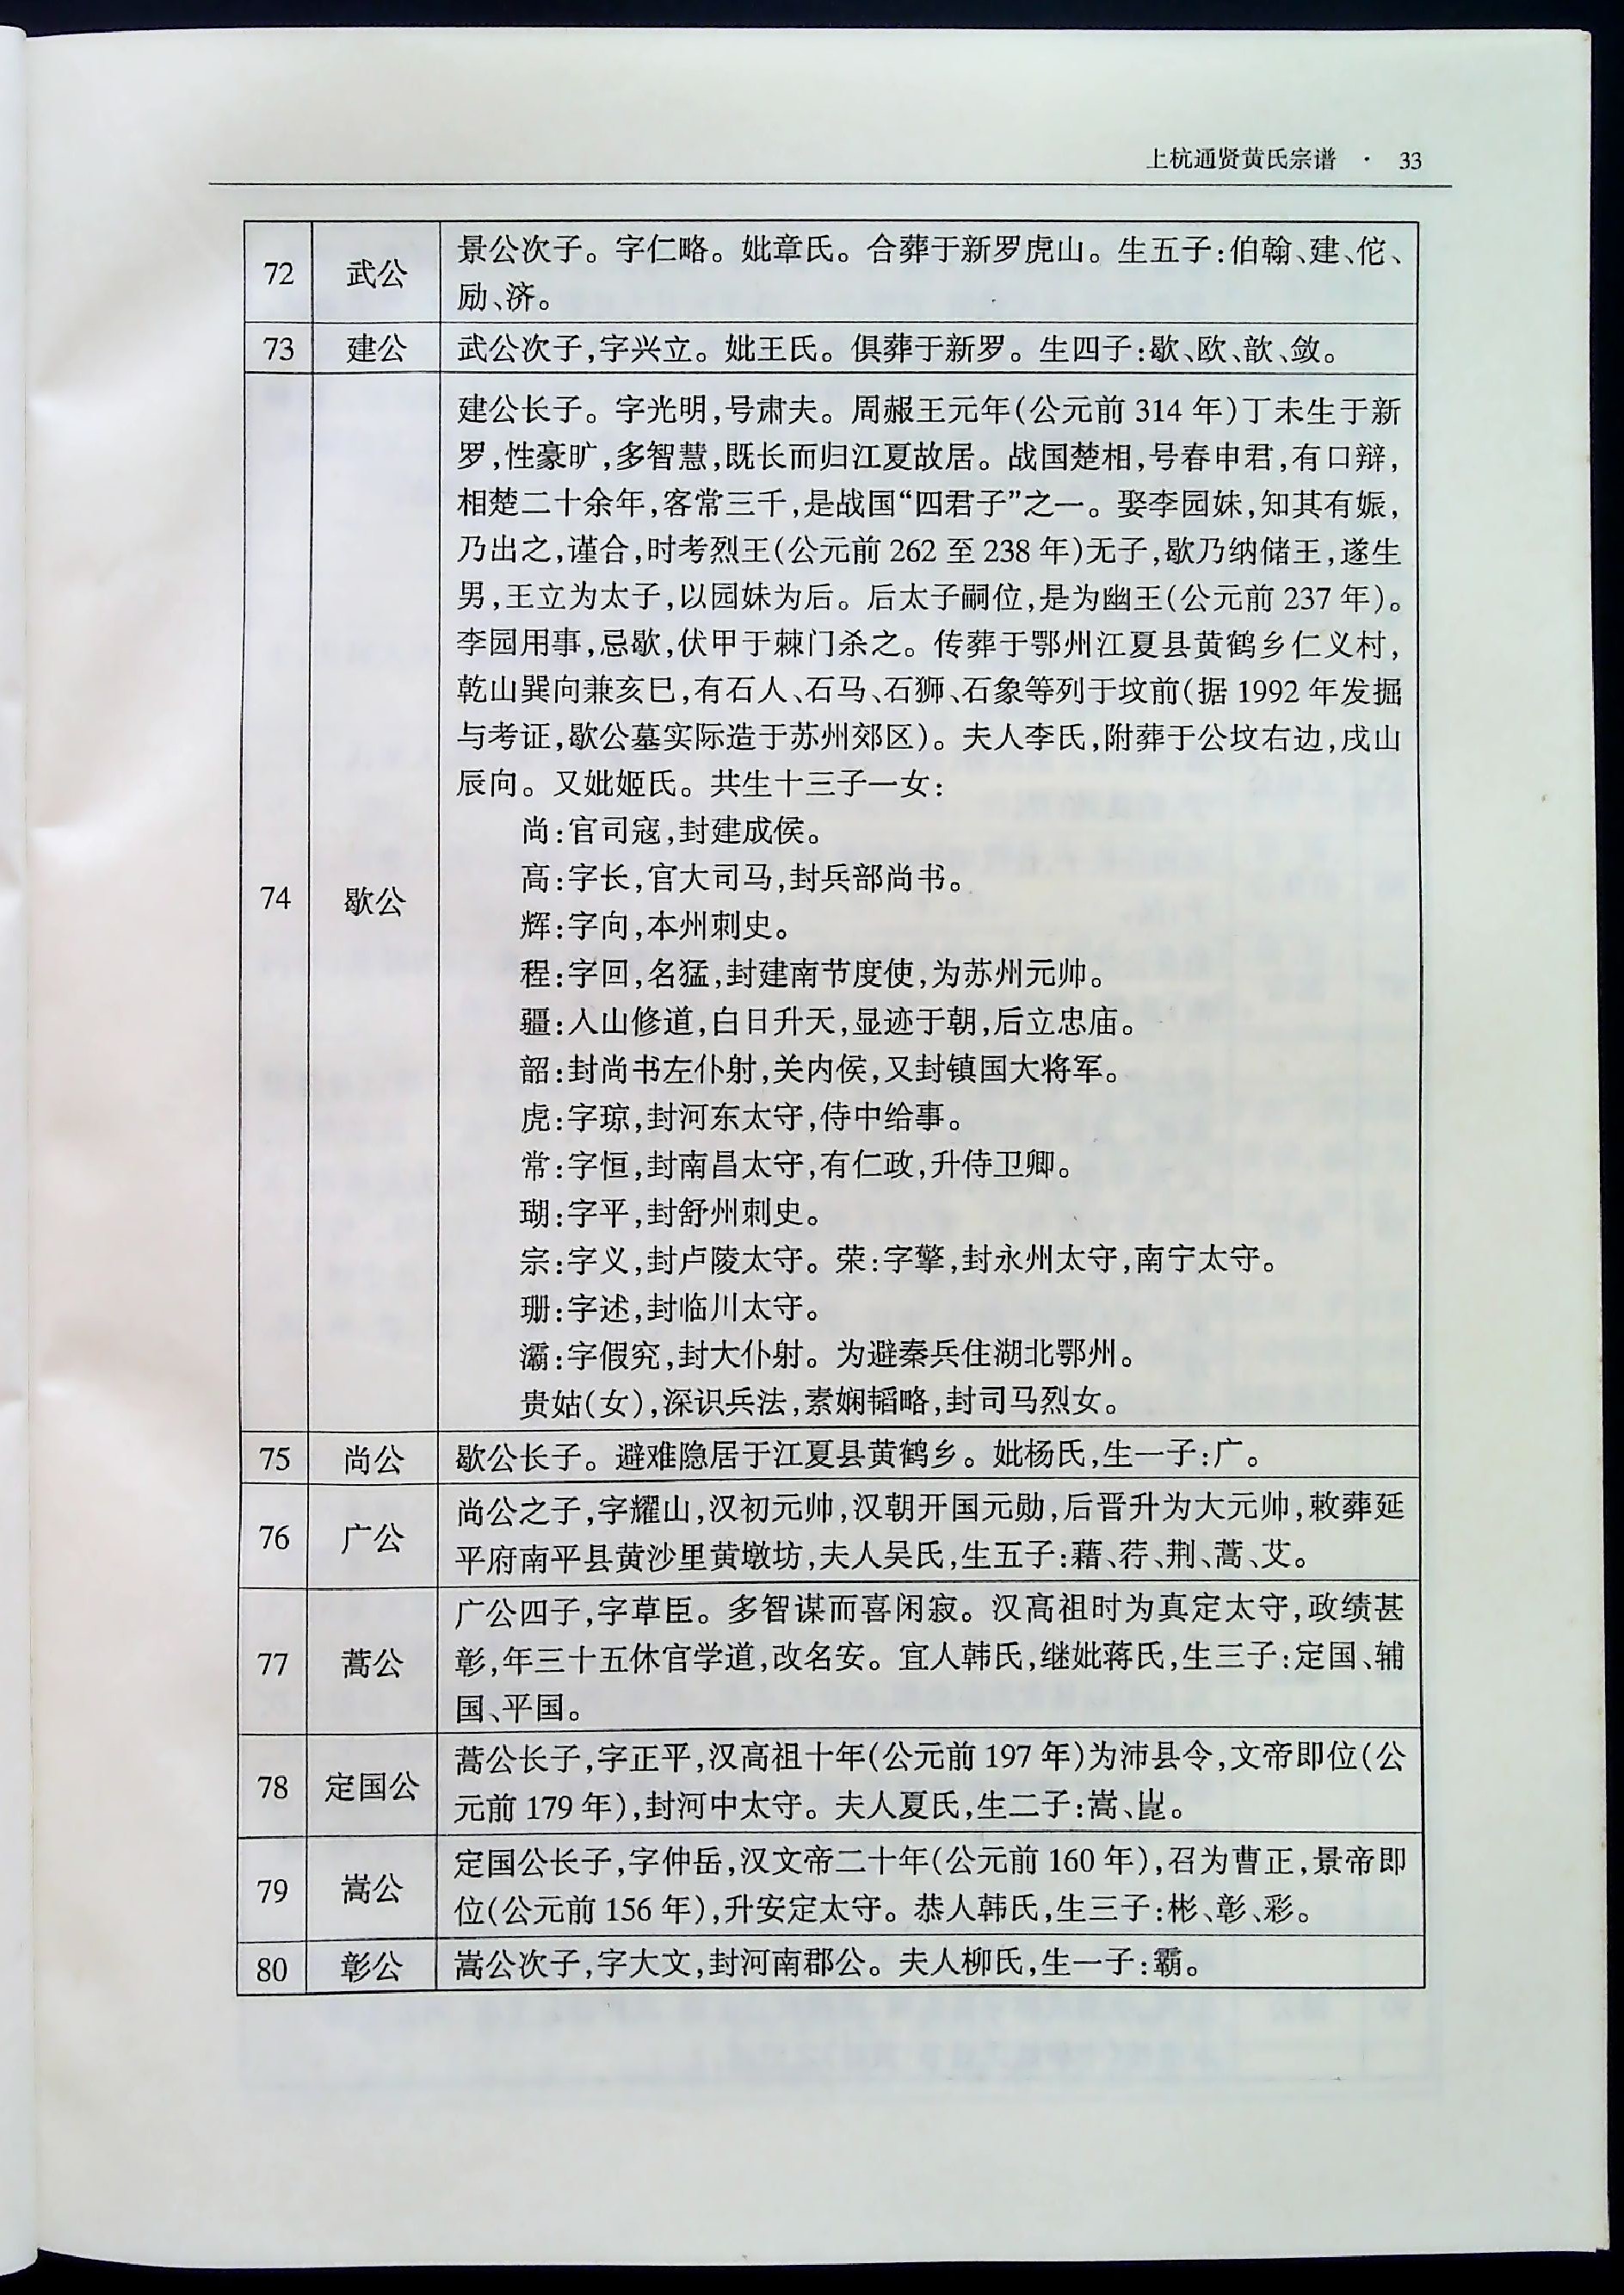 上杭通贤黄氏宗谱 · 33
72 武公 景公次子。字仁略。妣章氏。合葬于新罗虎山。生五子:伯翰、建、佗、
励、济。
73 建公 武公次子,字兴立。妣王氏。俱葬于新罗。生四子:歇、欧、歆、敛。
74 歇公 建公长子。字光明,号肃夫。周赧王元年(公元前 314 年)丁未生于新
罗,性豪旷,多智慧,既长而归江夏故居。战国楚相,号春申君,有口辩,
相楚二十余年,客常三千,是战国“四君子”之一。娶李园妹,知其有娠,
乃出之,谨合,时考烈王(公元前 262 至 238 年)无子,歇乃纳储王,遂生
男,王立为太子,以园妹为后。后太子嗣位,是为幽王(公元前 237 年)。
李园用事,忌歇,伏甲于棘门杀之。传葬于鄂州江夏县黄鹤乡仁义村,
乾山巽向兼亥巳,有石人、石马、石狮、石象等列于坟前(据 1992 年发掘
与考证,歇公墓实际造于苏州郊区)。夫人李氏,附葬于公坟右边,戌山
辰向。又妣姬氏。共生十三子一女:
尚:官司寇,封建成侯。
高:字长,官大司马,封兵部尚书。
辉:字向,本州刺史。
程:字回,名猛,封建南节度使,为苏州元帅。
疆:入山修道,白日升天,显迹于朝,后立忠庙。
韶:封尚书左仆射,关内侯,又封镇国大将军。
虎:字琼,封河东太守,侍中给事。
常:字恒,封南昌太守,有仁政,升侍卫卿。
瑚:字平,封舒州刺史。
宗:字义,封卢陵太守。荣:字擎,封永州太守,南宁太守。
珊:字述,封临川太守。
灞:字假究,封大仆射。为避秦兵住湖北鄂州。
贵姑(女),深识兵法,素娴韬略,封司马烈女。
75 尚公 歇公长子。避难隐居于江夏县黄鹤乡。妣杨氏,生一子:广。
76 广公 尚公之子,字耀山,汉初元帅,汉朝开国元勋,后晋升为大元帅,敕葬延
平府南平县黄沙里黄墩坊,夫人吴氏,生五子:藉、荇、荆、蒿、艾。
77 蒿公 广公四子,字草臣。多智谋而喜闲寂。汉高祖时为真定太守,政绩甚
彰,年三十五休官学道,改名安。宜人韩氏,继妣蒋氏,生三子:定国、辅
国、平国。
78 定国公 蒿公长子,字正平,汉高祖十年(公元前 197 年)为沛县令,文帝即位(公
元前 179 年),封河中太守。夫人夏氏,生二子:嵩、崑。
79 嵩公 定国公长子,字仲岳,汉文帝二十年(公元前 160 年),召为曹正,景帝即
位(公元前 156 年),升安定太守。恭人韩氏,生三子:彬、彰、彩。
80 彰公 嵩公次子,字大文,封河南郡公。夫人柳氏,生一子:霸。